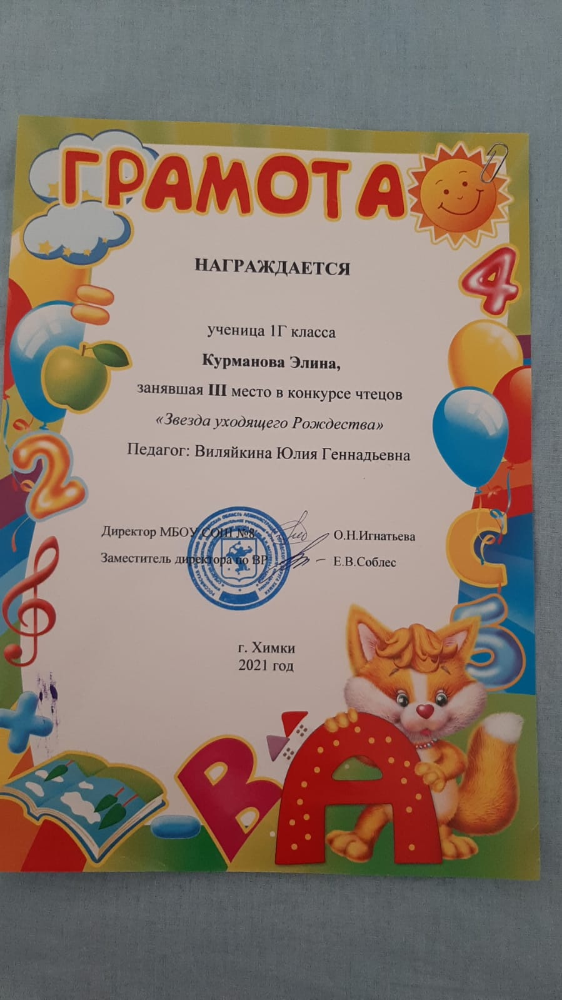 ГРАМОТА
НАГРАЖДАЕТСЯ
ученица 1Г класса
Курманова Элина,
занявшая III место в конкурсе чтецов
«Звезда уходящего Рождества»
Педагог: Виляйкина Юлия Геннадьевна
Директор МБОУ СОШ №8 О.Н.Игнатьева
Заместитель директора по ВР Е.В.Соблес
г. Химки
2021 год
4
=
2
С
5
+
В
А
-